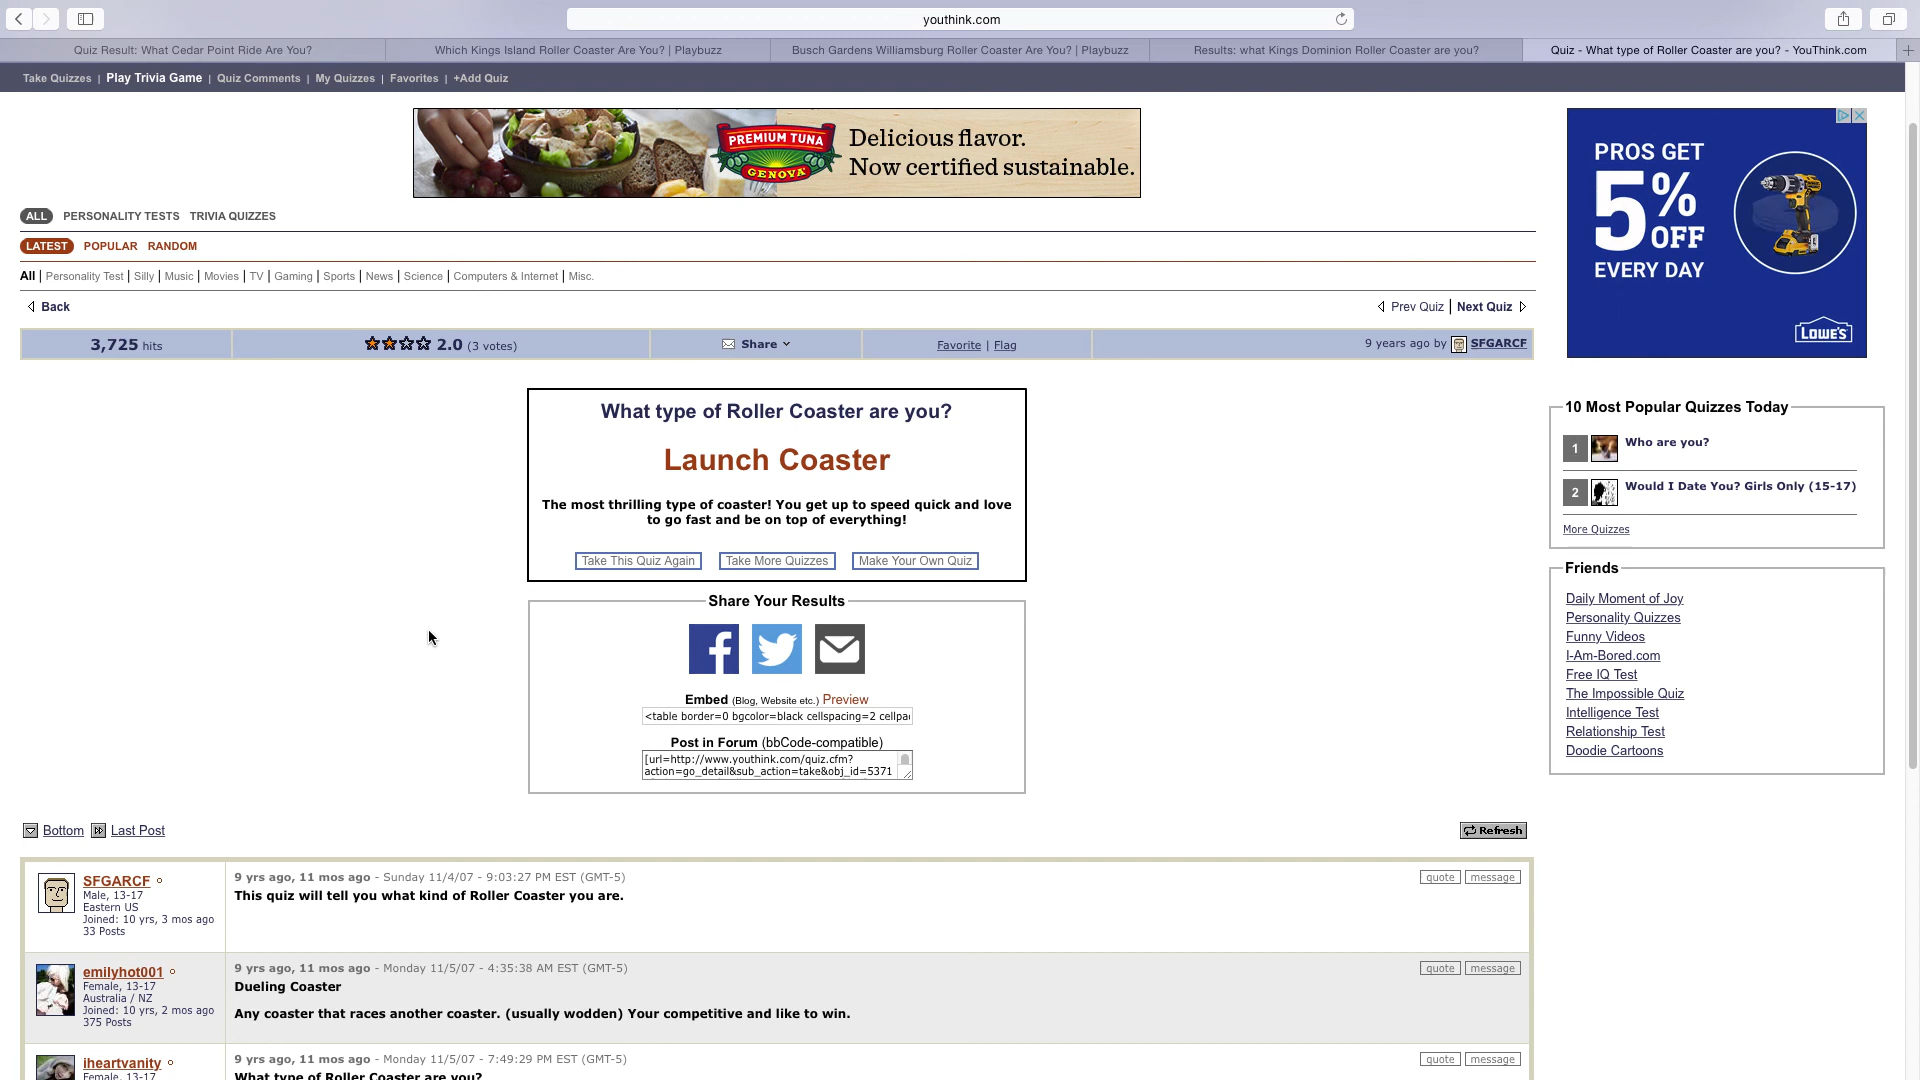 youthink.com
Quiz Result: What Cedar Point Ride Are You?
Which Kings Island Roller Coaster Are You? | Playbuzz
Busch Gardens Williamsburg Roller Coaster Are You? | Playbuzz
Results: what Kings Dominion Roller Coaster are you?
Quiz - What type of Roller Coaster are you? - YouThink.com
Take Quizzes | Play Trivia Game | Quiz Comments | My Quizzes | Favorites | +Add Quiz
PREMIUM TUNA
GENOVA
Delicious flavor.
Now certified sustainable.
PROS GET
5% OFF
EVERY DAY
LOWE'S
ALL PERSONALITY TESTS TRIVIA QUIZZES
LATEST POPULAR RANDOM
All | Personality Test | Silly | Music | Movies | TV | Gaming | Sports | News | Science | Computers & Internet | Misc.
Back
Prev Quiz | Next Quiz
3,725 hits
2.0 (3 votes)
Share
Favorite | Flag
9 years ago by SFGARCF
What type of Roller Coaster are you?
Launch Coaster
The most thrilling type of coaster! You get up to speed quick and love
to go fast and be on top of everything!
Take This Quiz Again
Take More Quizzes
Make Your Own Quiz
Share Your Results
Embed (Blog, Website etc.) Preview
<table border=0 bgcolor=black cellspacing=2 cellpa
Post in Forum (bbCode-compatible)
[url=http://www.youthink.com/quiz.cfm?
action=go_detail&sub_action=take&obj_id=5371
10 Most Popular Quizzes Today
1 Who are you?
2 Would I Date You? Girls Only (15-17)
More Quizzes
Friends
Daily Moment of Joy
Personality Quizzes
Funny Videos
I-Am-Bored.com
Free IQ Test
The Impossible Quiz
Intelligence Test
Relationship Test
Doodie Cartoons
Bottom Last Post
Refresh
SFGARCF
Male, 13-17
Eastern US
Joined: 10 yrs, 3 mos ago
33 Posts
9 yrs ago, 11 mos ago - Sunday 11/4/07 - 9:03:27 PM EST (GMT-5)
quote message
This quiz will tell you what kind of Roller Coaster you are.
emilyhot001
Female, 13-17
Australia / NZ
Joined: 10 yrs, 2 mos ago
375 Posts
9 yrs ago, 11 mos ago - Monday 11/5/07 - 4:35:38 AM EST (GMT-5)
quote message
Dueling Coaster
Any coaster that races another coaster. (usually wodden) Your competitive and like to win.
iheartvanity
Female, 13-17
9 yrs ago, 11 mos ago - Monday 11/5/07 - 7:49:29 PM EST (GMT-5)
quote message
What type of Roller Coaster are you?